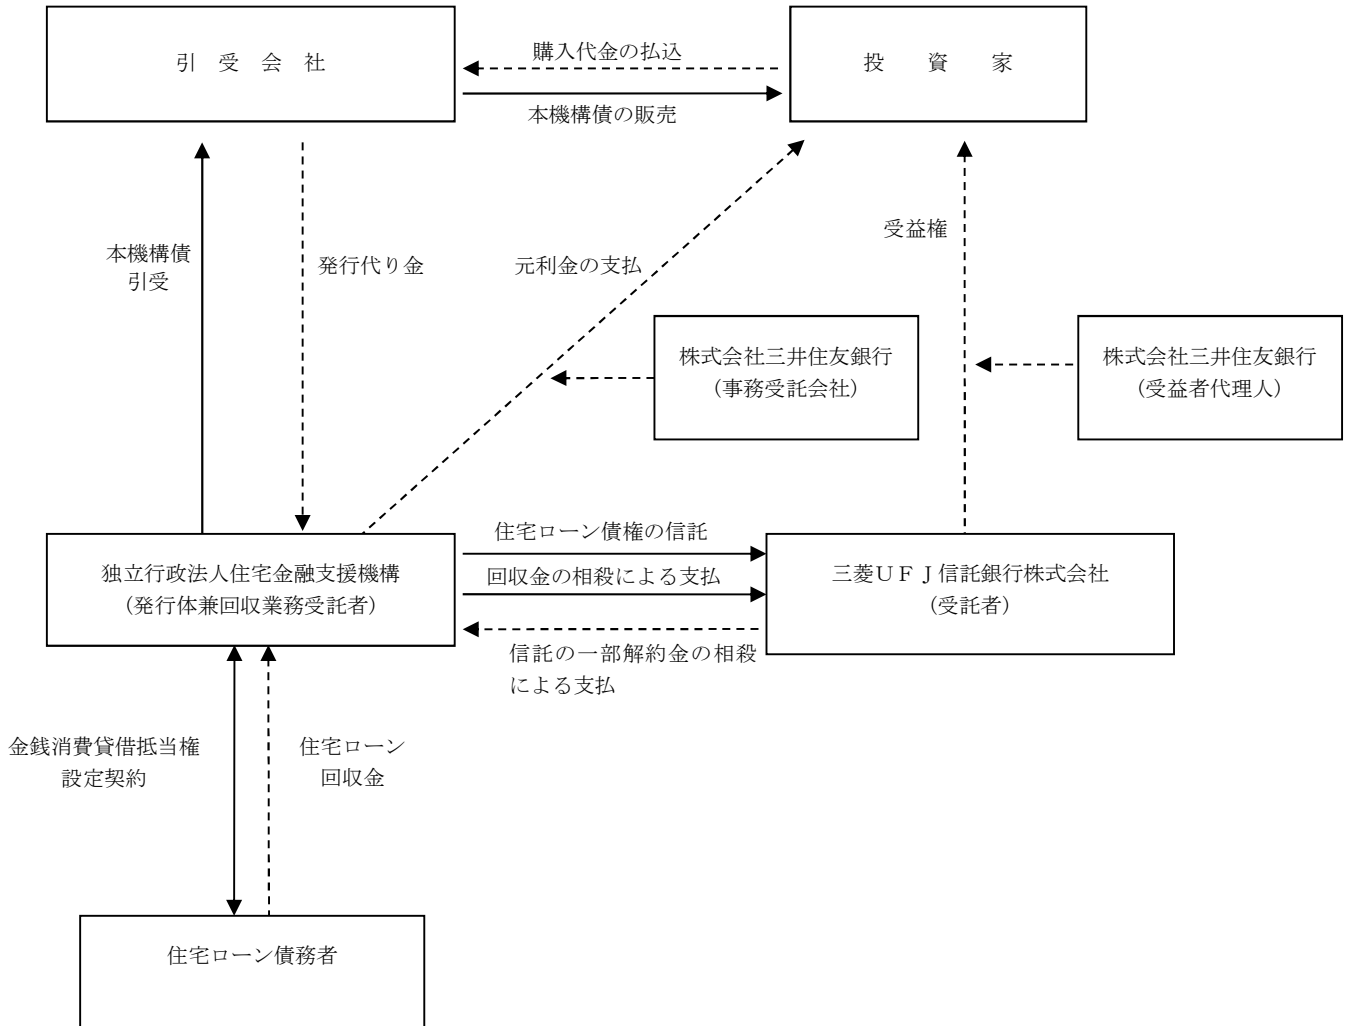 引　受　会　社
購入代金の払込
投　　資　　家
本機構債の販売
本機構債
引受
発行代り金
元利金の支払
受益権
株式会社三井住友銀行
（事務受託会社）
株式会社三井住友銀行
（受益者代理人）
独立行政法人住宅金融支援機構
（発行体兼回収業務受託者）
住宅ローン債権の信託
回収金の相殺による支払
信託の一部解約金の相殺
による支払
三菱ＵＦＪ信託銀行株式会社
（受託者）
金銭消費貸借抵当権
設定契約
住宅ローン
回収金
住宅ローン債務者